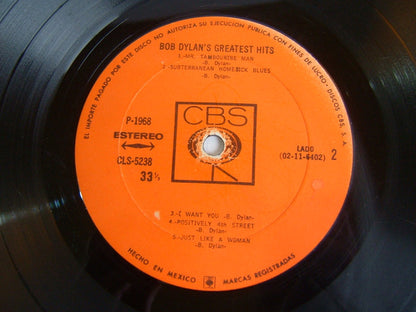 EL IMPORTE PAGADO POR ESTE DISCO NO AUTORIZA SU EJECUCION PUBLICA CON FINES DE LUCRO-DISCOS CBS, S. A.
BOB DYLAN'S GREATEST HITS
1.-MR. TAMBOURINE MAN
-B. Dylan-
2.-SUBTERRANEAN HOMESICK BLUES
-B. Dylan-
CBS
P-1968
ESTEREO
CLS-5238
33⅓
LADO 2
(02-11-6402)
3.-I WANT YOU -B. Dylan-
4.-POSITIVELY 4th STREET
-B. Dylan-
5.-JUST LIKE A WOMAN
-B. Dylan-
HECHO EN MEXICO MARCAS REGISTRADAS